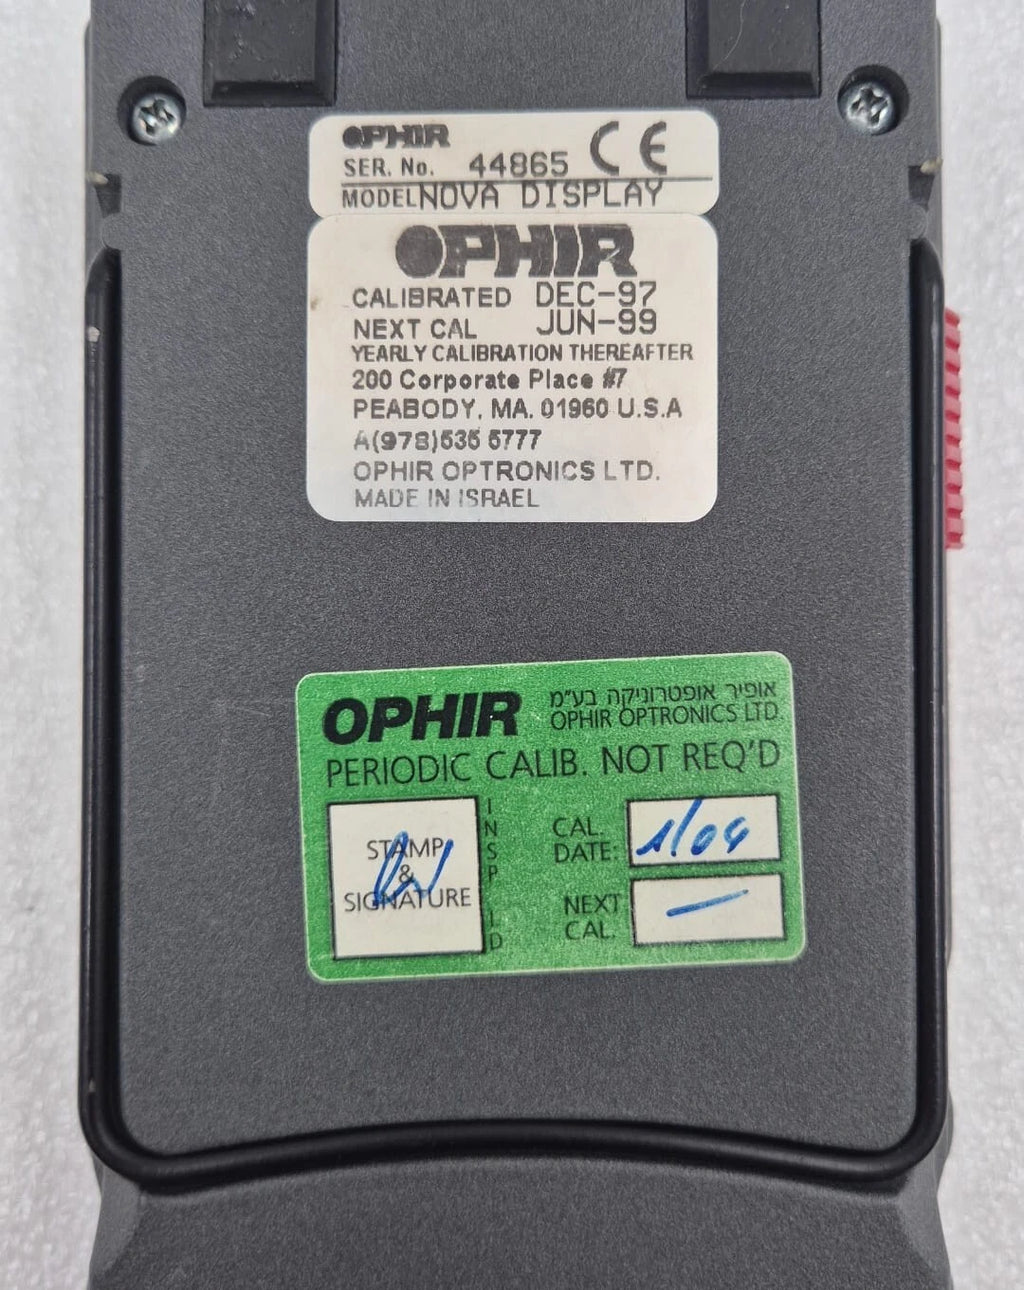 OPHIR
SER. No. 44865 CE
MODEL NOVA DISPLAY
OPHIR
CALIBRATED DEC-97
NEXT CAL JUN-99
YEARLY CALIBRATION THEREAFTER
200 Corporate Place #7
PEABODY, MA. 01960 U.S.A
A(978)535 5777
OPHIR OPTRONICS LTD.
MADE IN ISRAEL
OPHIR
אופיר אופטרוניקה בע"מ
OPHIR OPTRONICS LTD.
PERIODIC CALIB. NOT REQ'D
STAMP
&
SIGNATURE
INSP ID
CAL. DATE: 1/04
NEXT CAL. —